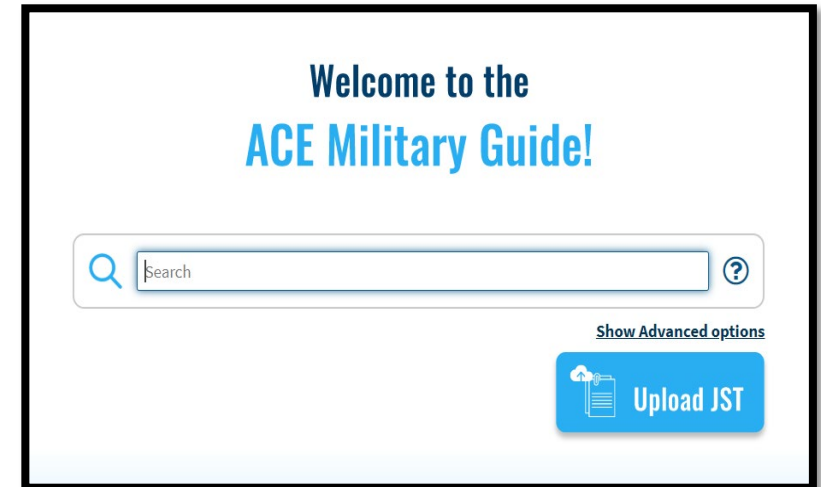 Welcome to the
ACE Military Guide!
Search
?
Show Advanced options
Upload JST